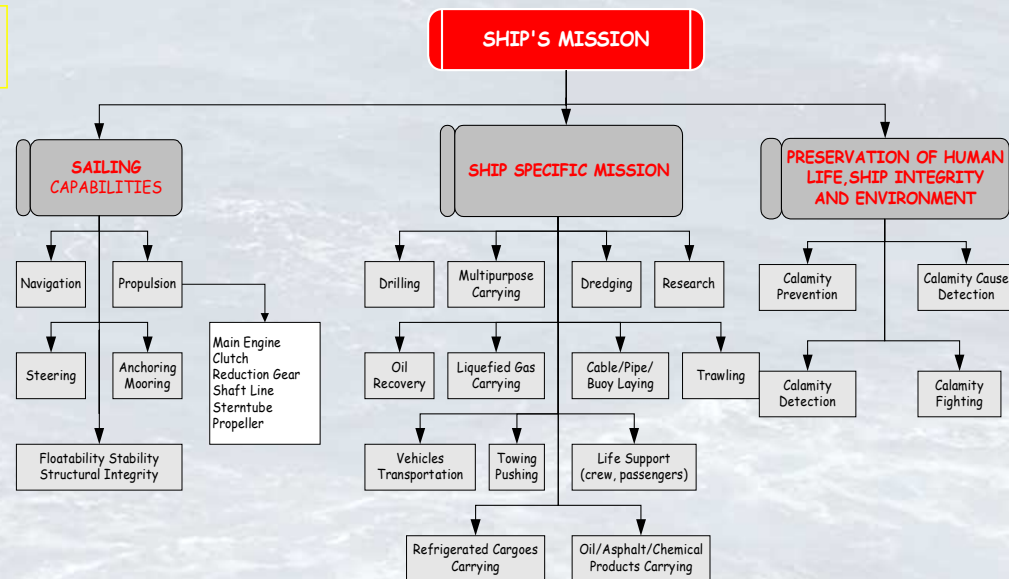 SHIP'S MISSION
SAILING
CAPABILITIES
SHIP SPECIFIC MISSION
PRESERVATION OF HUMAN
LIFE,SHIP INTEGRITY
AND ENVIRONMENT
Navigation
Propulsion
Steering
Anchoring
Mooring
Main Engine
Clutch
Reduction Gear
Shaft Line
Sterntube
Propeller
Floatability Stability
Structural Integrity
Drilling
Multipurpose
Carrying
Dredging
Research
Oil
Recovery
Liquefied Gas
Carrying
Cable/Pipe/
Buoy Laying
Trawling
Vehicles
Transportation
Towing
Pushing
Life Support
(crew, passengers)
Refrigerated Cargoes
Carrying
Oil/Asphalt/Chemical
Products Carrying
Calamity
Prevention
Calamity Cause
Detection
Calamity
Detection
Calamity
Fighting